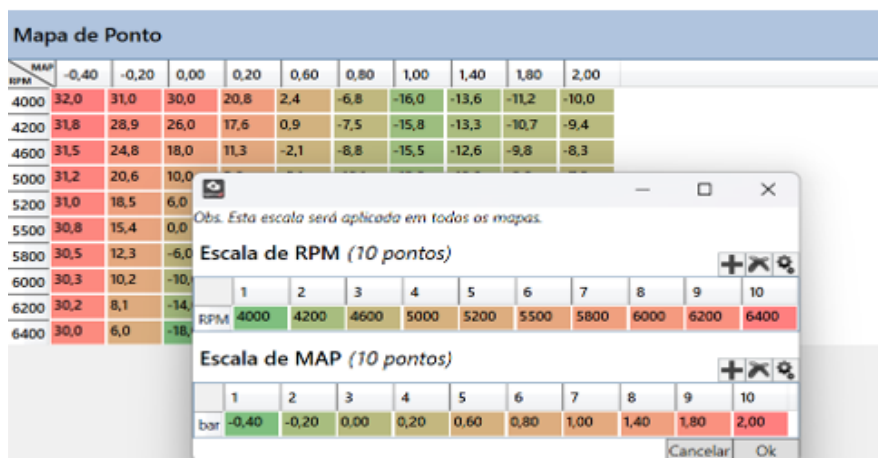 Mapa de Ponto
MAP -0,40 -0,20 0,00 0,20 0,60 0,80 1,00 1,40 1,80 2,00
RPM
4000 32,0 31,0 30,0 20,8 2,4 -6,8 -16,0 -13,6 -11,2 -10,0
4200 31,8 28,9 26,0 17,6 0,9 -7,5 -15,8 -13,3 -10,7 -9,4
4600 31,5 24,8 18,0 11,3 -2,1 -8,8 -15,5 -12,6 -9,8 -8,3
5000 31,2 20,6 10,0
5200 31,0 18,5 6,0
5500 30,8 15,4 0,0
5800 30,5 12,3 -6,0
6000 30,3 10,2 -10,
6200 30,2 8,1 -14,
6400 30,0 6,0 -18,
Obs. Esta escala será aplicada em todos os mapas.
Escala de RPM (10 pontos)
1 2 3 4 5 6 7 8 9 10
RPM 4000 4200 4600 5000 5200 5500 5800 6000 6200 6400
Escala de MAP (10 pontos)
1 2 3 4 5 6 7 8 9 10
bar -0,40 -0,20 0,00 0,20 0,60 0,80 1,00 1,40 1,80 2,00
Cancelar Ok